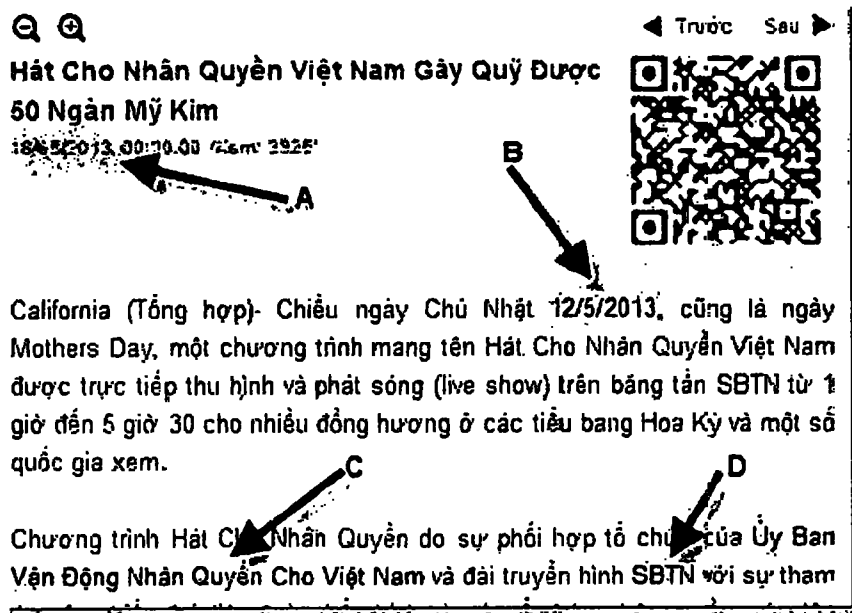 Trước Sau
Hát Cho Nhân Quyền Việt Nam Gây Quỹ Được
50 Ngàn Mỹ Kim
B
A
California (Tổng hợp)- Chiều ngày Chủ Nhật 12/5/2013, cũng là ngày
Mothers Day, một chương trình mang tên Hát Cho Nhân Quyền Việt Nam
được trực tiếp thu hình và phát sóng (live show) trên băng tần SBTN từ 1
giờ đến 5 giờ 30 cho nhiều đồng hương ở các tiểu bang Hoa Kỳ và một số
quốc gia xem.
C D
Chương trình Hát Nhân Quyền do sự phối hợp tổ của Ủy Ban
Vận Động Nhân Quyền Cho Việt Nam và đài truyền hình SBTN với sự tham